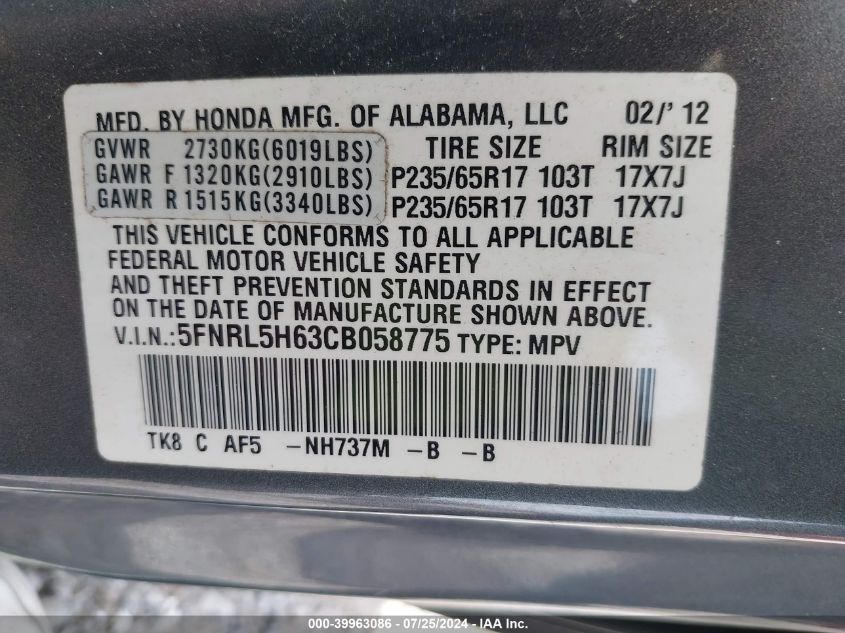 MFD. BY HONDA MFG. OF ALABAMA, LLC 02/' 12
GVWR 2730KG(6019LBS) TIRE SIZE RIM SIZE
GAWR F 1320KG(2910LBS) P235/65R17 103T 17X7J
GAWR R 1515KG(3340LBS) P235/65R17 103T 17X7J
THIS VEHICLE CONFORMS TO ALL APPLICABLE
FEDERAL MOTOR VEHICLE SAFETY
AND THEFT PREVENTION STANDARDS IN EFFECT
ON THE DATE OF MANUFACTURE SHOWN ABOVE.
V.I.N.:5FNRL5H63CB058775 TYPE: MPV
TK8 C AF5 -NH737M -B -B
000-39963086 - 07/25/2024 - IAA, Inc.